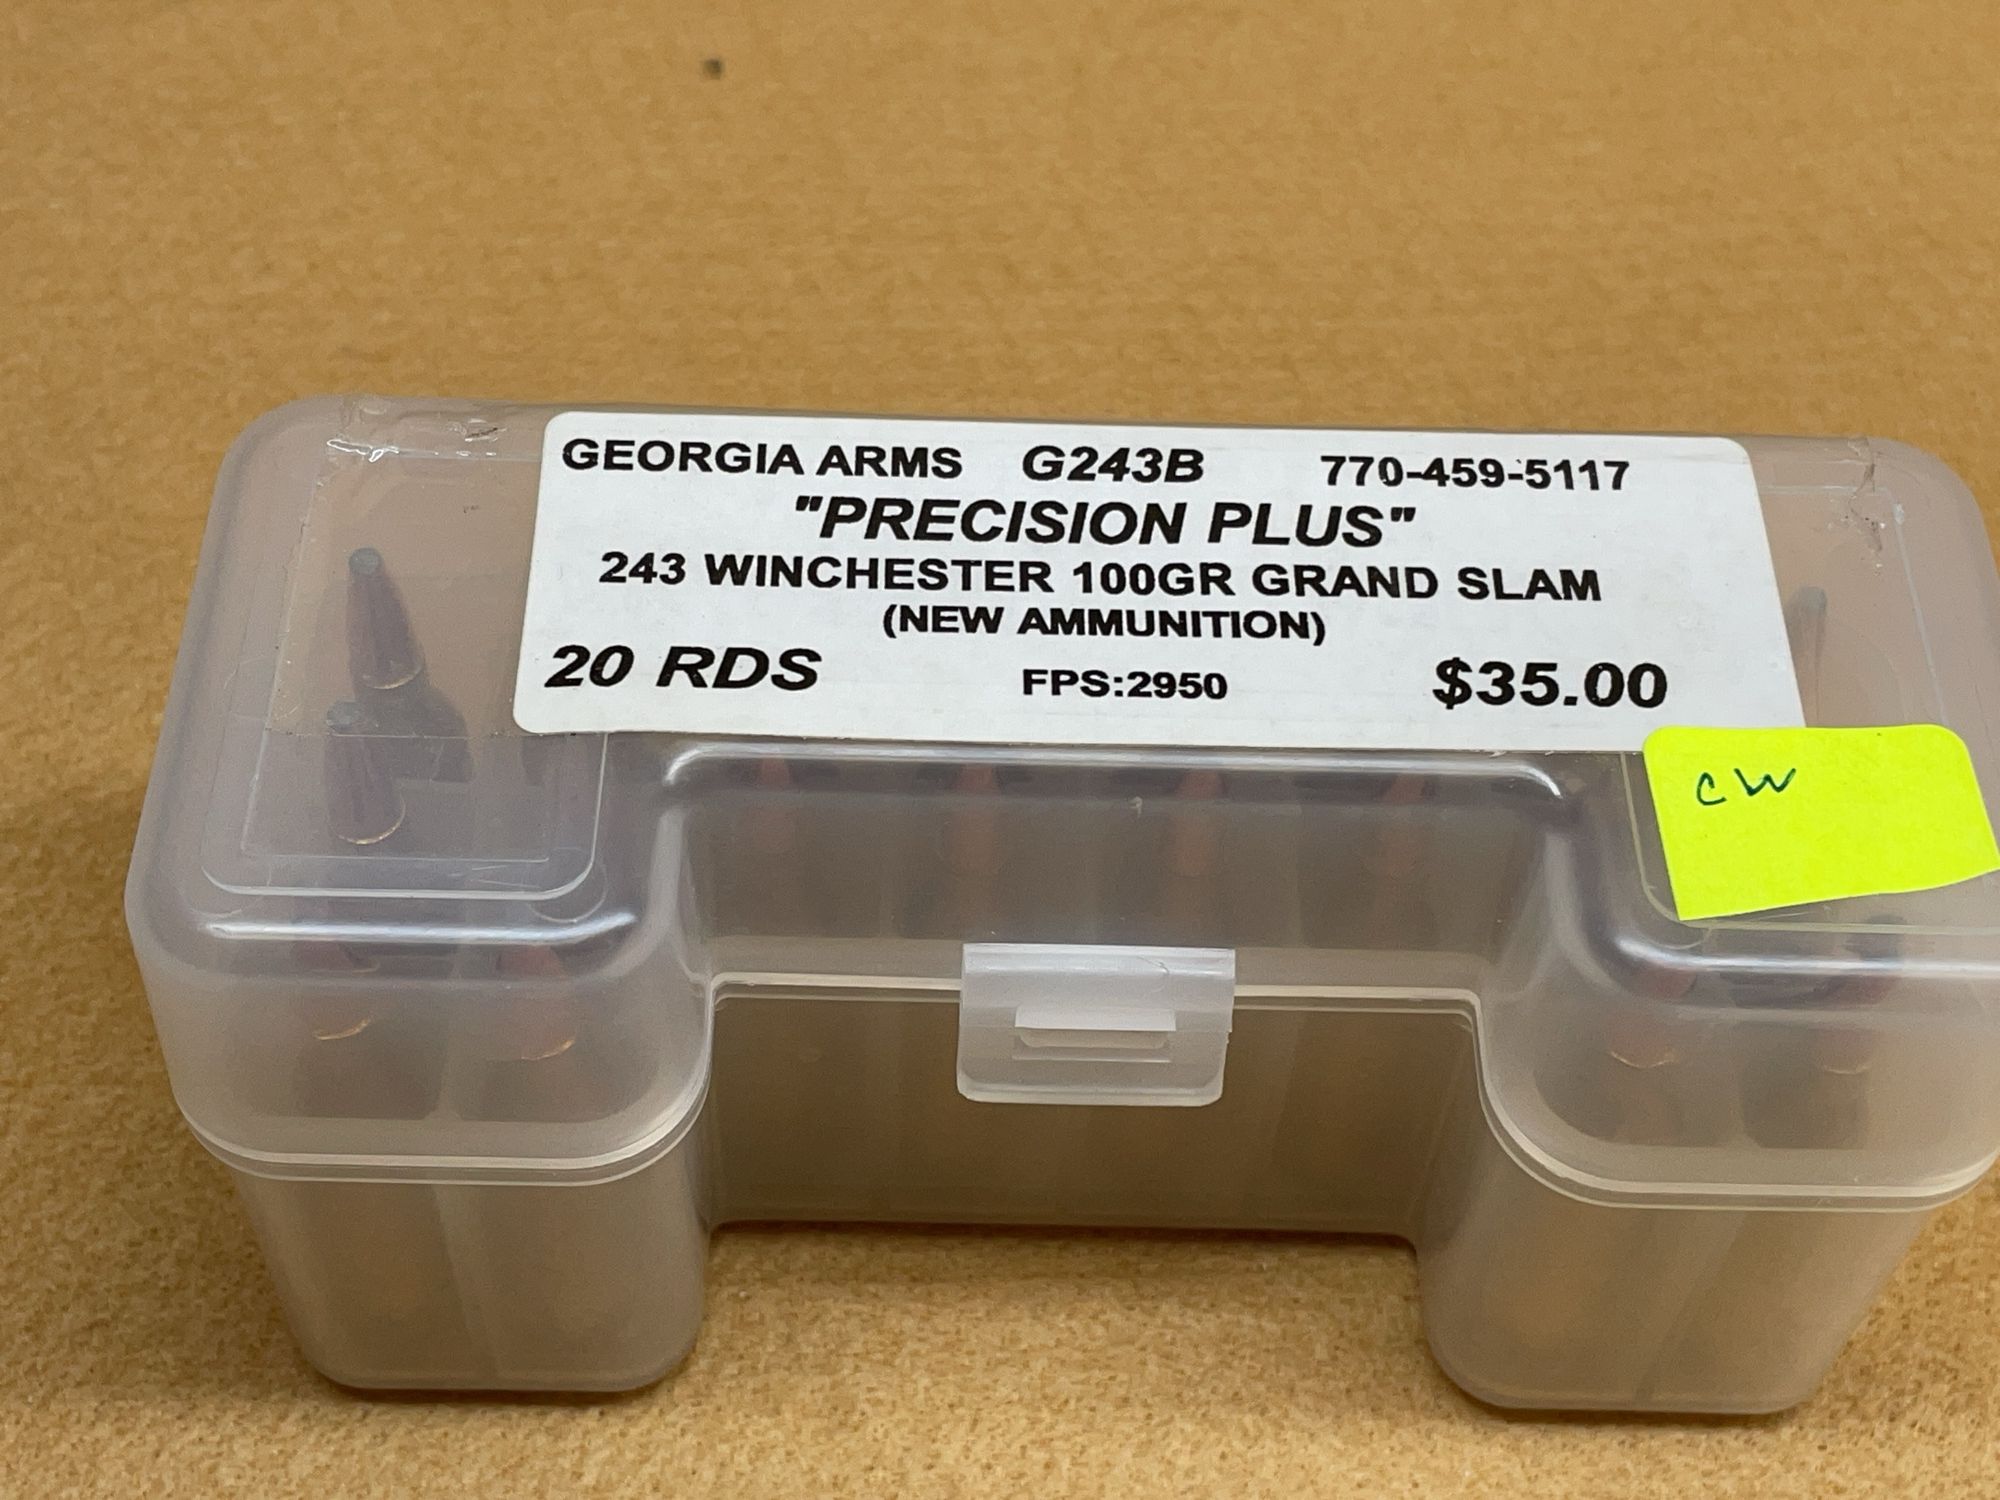 GEORGIA ARMS G243B 770-459-5117
"PRECISION PLUS"
243 WINCHESTER 100GR GRAND SLAM
(NEW AMMUNITION)
20 RDS FPS:2950 $35.00
CW